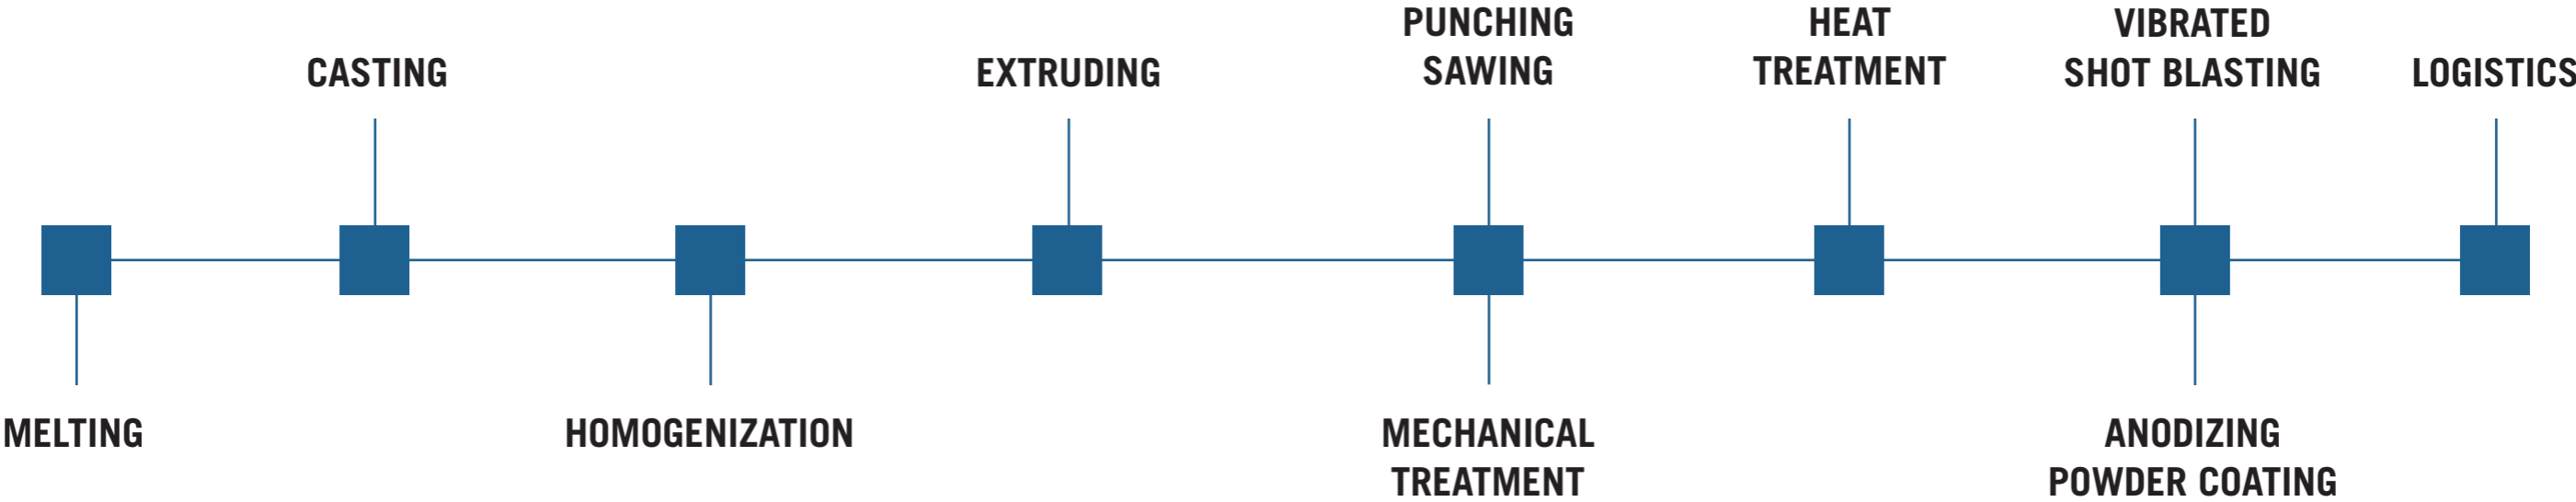 PUNCHING
SAWING
HEAT
TREATMENT
VIBRATED
SHOT BLASTING
CASTING
EXTRUDING
LOGISTICS
MELTING
HOMOGENIZATION
MECHANICAL
TREATMENT
ANODIZING
POWDER COATING